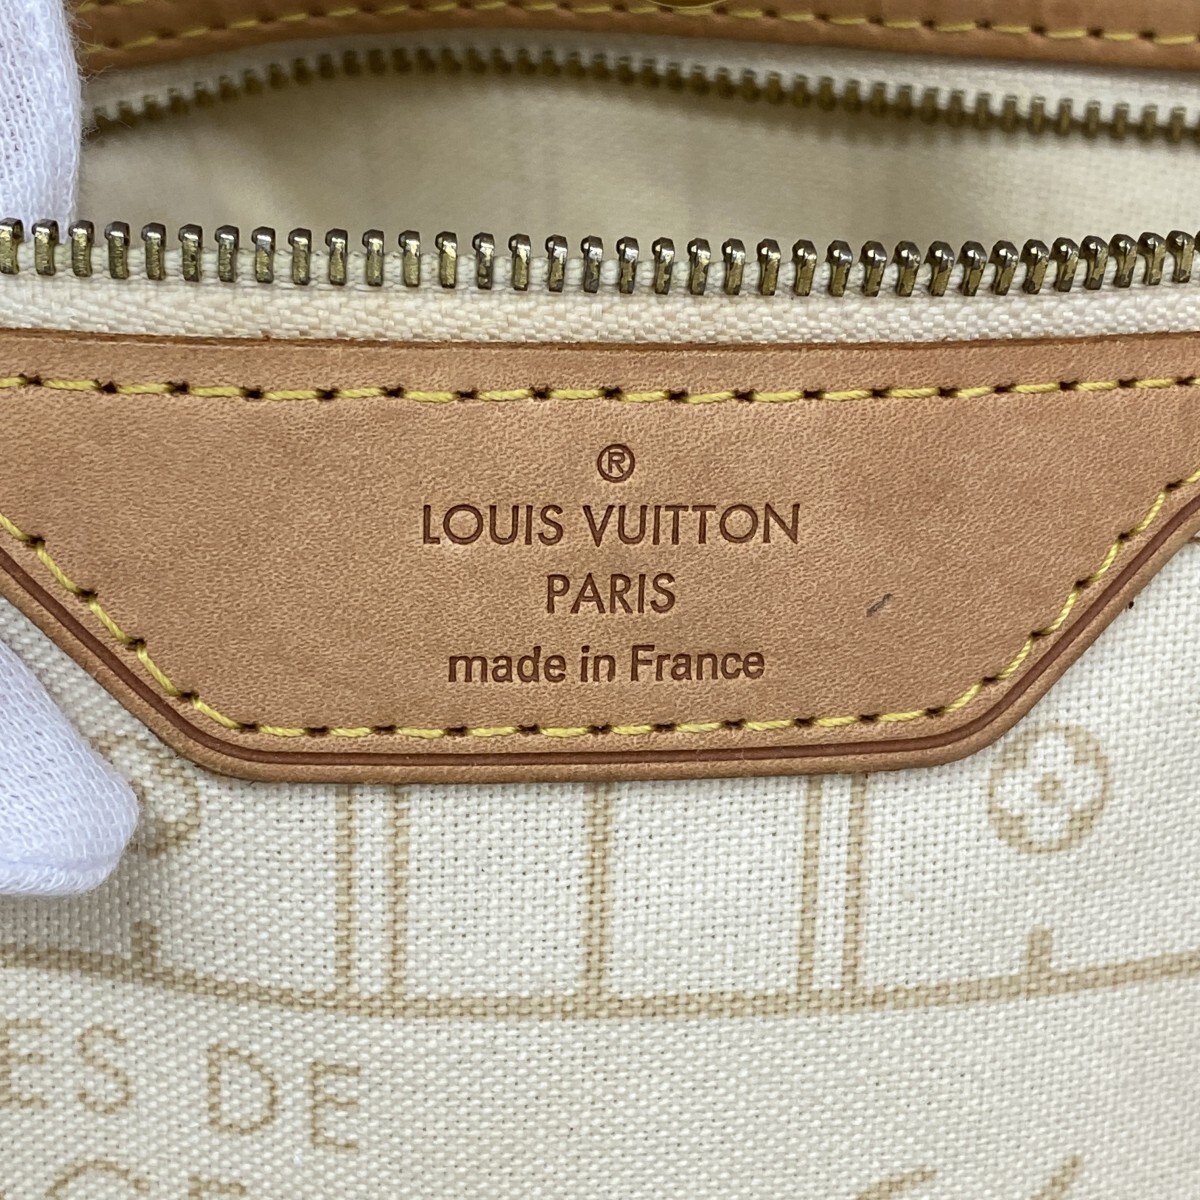 ®
LOUIS VUITTON
PARIS
made in France
ES DE